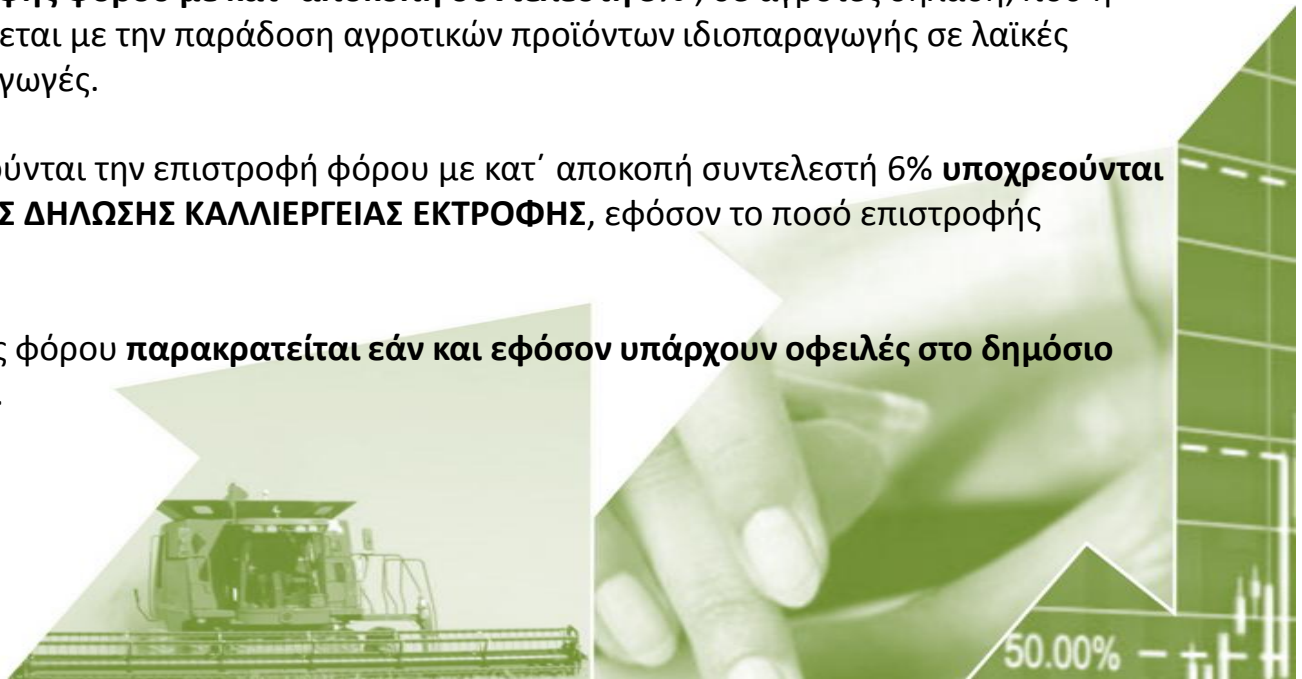 εται με την παράδοση αγροτικών προϊόντων ιδιοπαραγωγής σε λαϊκές
γωγές.
ούνται την επιστροφή φόρου με κατ΄ αποκοπή συντελεστή 6% υποχρεούνται
Σ ΔΗΛΩΣΗΣ ΚΑΛΛΙΕΡΓΕΙΑΣ ΕΚΤΡΟΦΗΣ, εφόσον το ποσό επιστροφής
ς φόρου παρακρατείται εάν και εφόσον υπάρχουν οφειλές στο δημόσιο
50.00%